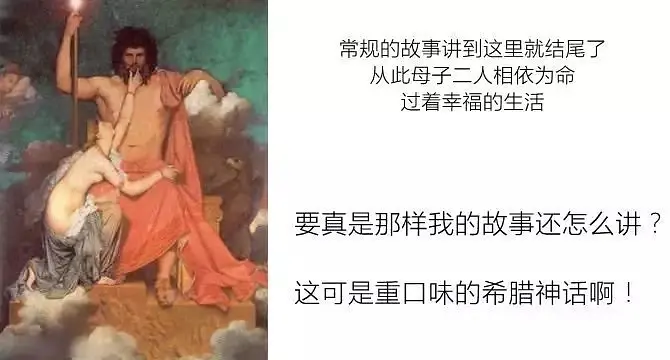 常规的故事讲到这里就结尾了
从此母子二人相依为命
过着幸福的生活
要真是那样我的故事还怎么讲？
这可是重口味的希腊神话啊！